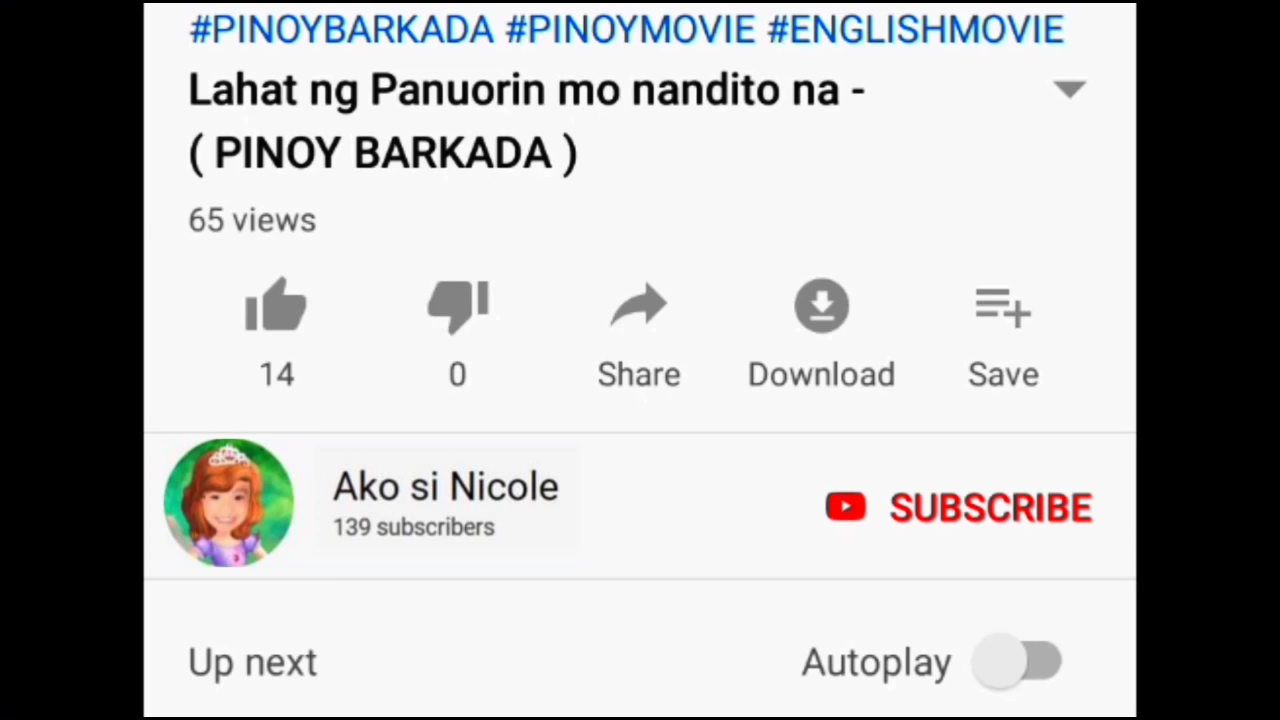 #PINOYBARKADA #PINOYMOVIE #ENGLISHMOVIE
Lahat ng Panuorin mo nandito na -
( PINOY BARKADA )
65 views
14 0 Share Download Save
Ako si Nicole
139 subscribers
SUBSCRIBE
Up next Autoplay